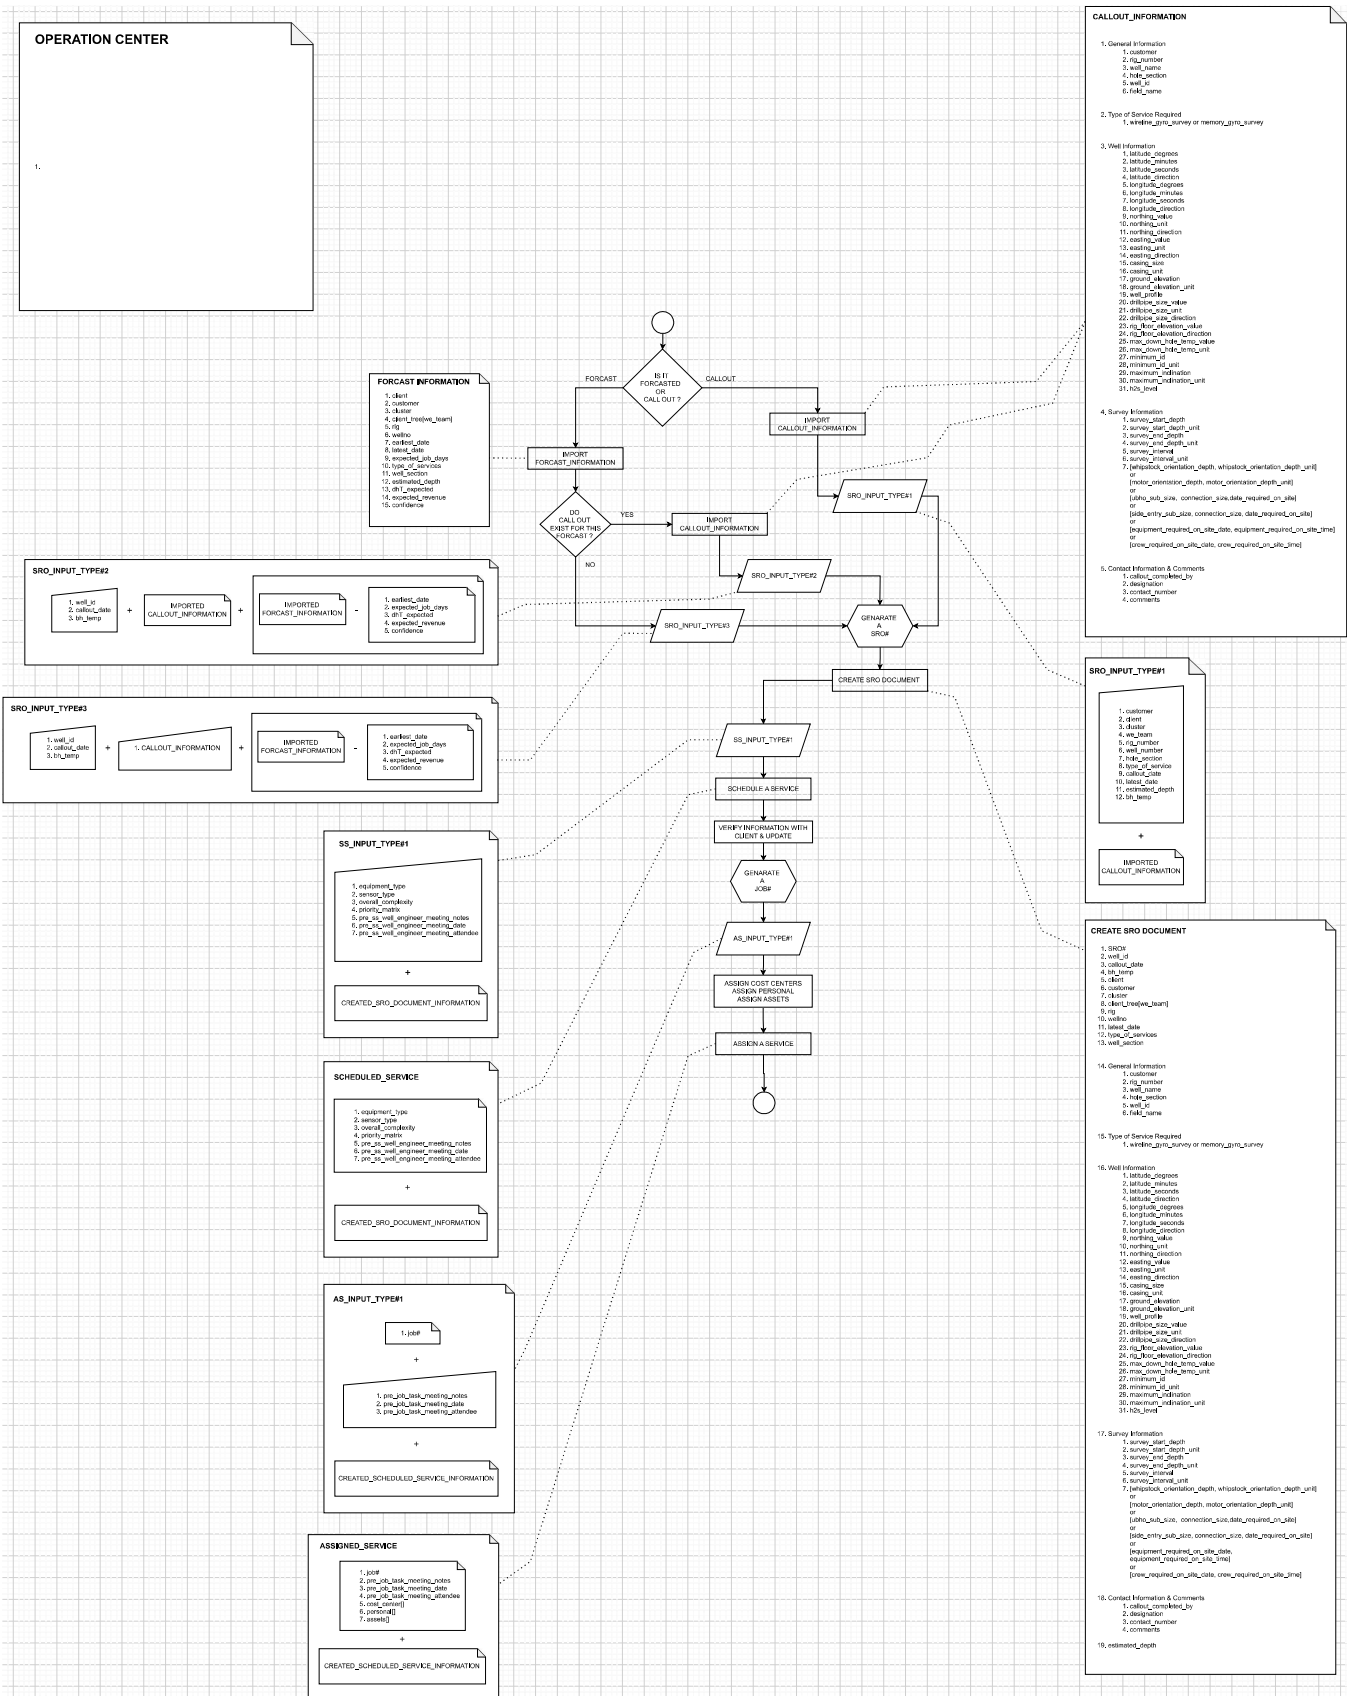 OPERATION CENTER
1.
FORCAST INFORMATION
1. client
2. customer
3. cluster
4. client_tree[we_team]
5. rig
6. wellno
7. earliest_date
8. latest_date
9. expected_job_days
10. type_of_services
11. well_section
12. estimated_depth
13. dhT_expected
14. expected_revenue
15. confidence
IS IT
FORCASTED
OR
CALL OUT ?
FORCAST
CALLOUT
IMPORT
FORCAST_INFORMATION
IMPORT
CALLOUT_INFORMATION
DO
CALL OUT
EXIST FOR THIS
FORCAST ?
YES
NO
IMPORT
CALLOUT_INFORMATION
SRO_INPUT_TYPE#1
SRO_INPUT_TYPE#2
SRO_INPUT_TYPE#3
GENARATE
A
SRO#
CREATE SRO DOCUMENT
SS_INPUT_TYPE#1
SCHEDULE A SERVICE
VERIFY INFORMATION WITH
CLIENT & UPDATE
GENARATE
A
JOB#
AS_INPUT_TYPE#1
ASSIGN COST CENTERS
ASSIGN PERSONAL
ASSIGN ASSETS
ASSIGN A SERVICE
SRO_INPUT_TYPE#2
1. well_id
2. callout_date
3. bh_temp
+
IMPORTED
CALLOUT_INFORMATION
+
IMPORTED
FORCAST_INFORMATION
-
1. earliest_date
2. expected_job_days
3. dhT_expected
4. expected_revenue
5. confidence
SRO_INPUT_TYPE#3
1. well_id
2. callout_date
3. bh_temp
+
1. CALLOUT_INFORMATION
+
IMPORTED
FORCAST_INFORMATION
-
1. earliest_date
2. expected_job_days
3. dhT_expected
4. expected_revenue
5. confidence
SS_INPUT_TYPE#1
1. equipment_type
2. sensor_type
3. overall_complexity
4. priority_matrix
5. pre_ss_well_engineer_meeting_notes
6. pre_ss_well_engineer_meeting_date
7. pre_ss_well_engineer_meeting_attendee
+
CREATED_SRO_DOCUMENT_INFORMATION
SCHEDULED_SERVICE
1. equipment_type
2. sensor_type
3. overall_complexity
4. priority_matrix
5. pre_ss_well_engineer_meeting_notes
6. pre_ss_well_engineer_meeting_date
7. pre_ss_well_engineer_meeting_attendee
+
CREATED_SRO_DOCUMENT_INFORMATION
AS_INPUT_TYPE#1
1. job#
+
1. pre_job_task_meeting_notes
2. pre_job_task_meeting_date
3. pre_job_task_meeting_attendee
+
CREATED_SCHEDULED_SERVICE_INFORMATION
ASSIGNED_SERVICE
1. job#
2. pre_job_task_meeting_notes
3. pre_job_task_meeting_date
4. pre_job_task_meeting_attendee
5. cost_center[]
6. personal[]
7. assets[]
+
CREATED_SCHEDULED_SERVICE_INFORMATION
CALLOUT_INFORMATION
1. General Information
1. customer
2. rig_number
3. well_name
4. hole_section
5. well_id
6. field_name
2. Type of Service Required
1. wireline_gyro_survey or memory_gyro_survey
3. Well Information
1. latitude_degrees
2. latitude_minutes
3. latitude_seconds
4. latitude_direction
5. longitude_degrees
6. longitude_minutes
7. longitude_seconds
8. longitude_direction
9. northing_value
10. northing_unit
11. northing_direction
12. easting_value
13. easting_unit
14. easting_direction
15. casing_size
16. casing_unit
17. ground_elevation
18. ground_elevation_unit
19. well_profile
20. drillpipe_size_value
21. drillpipe_size_unit
22. drillpipe_size_direction
23. rig_floor_elevation_value
24. rig_floor_elevation_direction
25. max_down_hole_temp_value
26. max_down_hole_temp_unit
27. minimum_id
28. minimum_id_unit
29. maximum_inclination
30. maximum_inclination_unit
31. h2s_level
4. Survey Information
1. survey_start_depth
2. survey_start_depth_unit
3. survey_end_depth
4. survey_end_depth_unit
5. survey_interval
6. survey_interval_unit
7. [whipstock_orientation_depth, whipstock_orientation_depth_unit]
or
[motor_orientation_depth, motor_orientation_depth_unit]
or
[ubho_sub_size, connection_size,date_required_on_site]
or
[side_entry_sub_size, connection_size, date_required_on_site]
or
[equipment_required_on_site_date, equipment_required_on_site_time]
or
[crew_required_on_site_date, crew_required_on_site_time]
5. Contact Information & Comments
1. callout_completed_by
2. designation
3. contact_number
4. comments
SRO_INPUT_TYPE#1
1. customer
2. client
3. cluster
4. we_team
5. rig_number
6. well_number
7. hole_section
8. type_of_service
9. callout_date
10. latest_date
11. estimated_depth
12. bh_temp
+
IMPORTED
CALLOUT_INFORMATION
CREATE SRO DOCUMENT
1. SRO#
2. well_id
3. callout_date
4. bh_temp
5. client
6. customer
7. cluster
8. client_tree[we_team]
9. rig
10. wellno
11. latest_date
12. type_of_services
13. well_section
14. General Information
1. customer
2. rig_number
3. well_name
4. hole_section
5. well_id
6. field_name
15. Type of Service Required
1. wireline_gyro_survey or memory_gyro_survey
16. Well Information
1. latitude_degrees
2. latitude_minutes
3. latitude_seconds
4. latitude_direction
5. longitude_degrees
6. longitude_minutes
7. longitude_seconds
8. longitude_direction
9. northing_value
10. northing_unit
11. northing_direction
12. easting_value
13. easting_unit
14. easting_direction
15. casing_size
16. casing_unit
17. ground_elevation
18. ground_elevation_unit
19. well_profile
20. drillpipe_size_value
21. drillpipe_size_unit
22. drillpipe_size_direction
23. rig_floor_elevation_value
24. rig_floor_elevation_direction
25. max_down_hole_temp_value
26. max_down_hole_temp_unit
27. minimum_id
28. minimum_id_unit
29. maximum_inclination
30. maximum_inclination_unit
31. h2s_level
17. Survey Information
1. survey_start_depth
2. survey_start_depth_unit
3. survey_end_depth
4. survey_end_depth_unit
5. survey_interval
6. survey_interval_unit
7. [whipstock_orientation_depth, whipstock_orientation_depth_unit]
or
[motor_orientation_depth, motor_orientation_depth_unit]
or
[ubho_sub_size, connection_size,date_required_on_site]
or
[side_entry_sub_size, connection_size, date_required_on_site]
or
[equipment_required_on_site_date,
equipment_required_on_site_time]
or
[crew_required_on_site_date, crew_required_on_site_time]
18. Contact Information & Comments
1. callout_completed_by
2. designation
3. contact_number
4. comments
19. estimated_depth